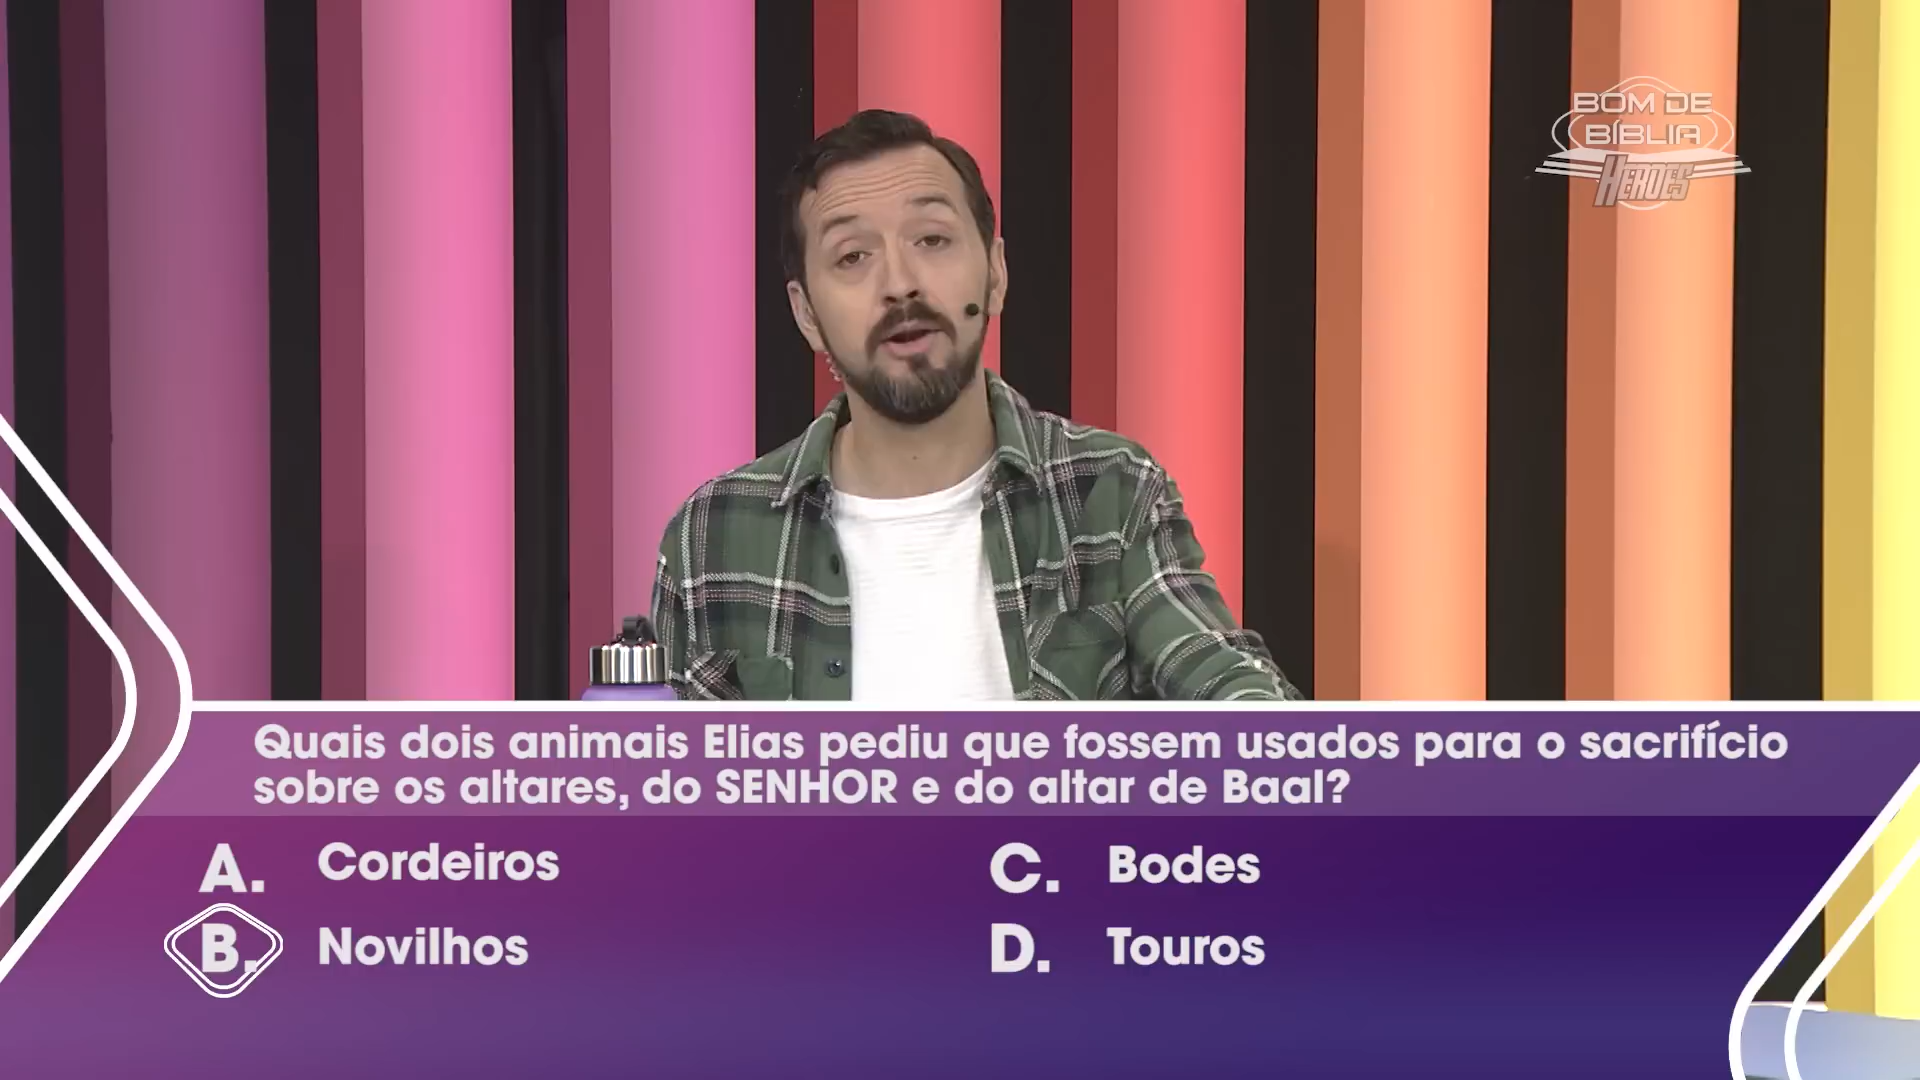 BOM DE
BÍBLIA
HEROES
Quais dois animais Elias pediu que fossem usados para o sacrifício
sobre os altares, do SENHOR e do altar de Baal?
A. Cordeiros
B. Novilhos
C. Bodes
D. Touros